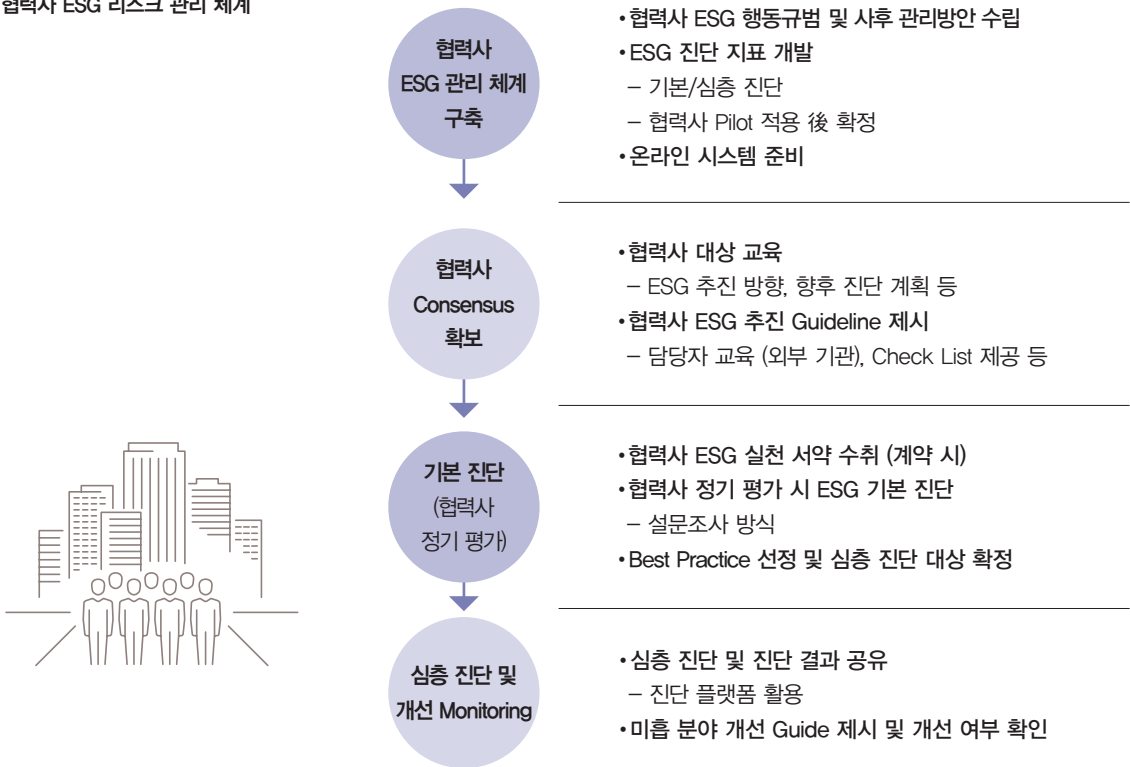 협력사 ESG 리스크 관리 체계
협력사
ESG 관리 체계
구축
•협력사 ESG 행동규범 및 사후 관리방안 수립
•ESG 진단 지표 개발
– 기본/심층 진단
– 협력사 Pilot 적용 後 확정
•온라인 시스템 준비
협력사
Consensus
확보
•협력사 대상 교육
– ESG 추진 방향, 향후 진단 계획 등
•협력사 ESG 추진 Guideline 제시
– 담당자 교육 (외부 기관), Check List 제공 등
기본 진단
(협력사
정기 평가)
•협력사 ESG 실천 서약 수취 (계약 시)
•협력사 정기 평가 시 ESG 기본 진단
– 설문조사 방식
•Best Practice 선정 및 심층 진단 대상 확정
심층 진단 및
개선 Monitoring
•심층 진단 및 진단 결과 공유
– 진단 플랫폼 활용
•미흡 분야 개선 Guide 제시 및 개선 여부 확인